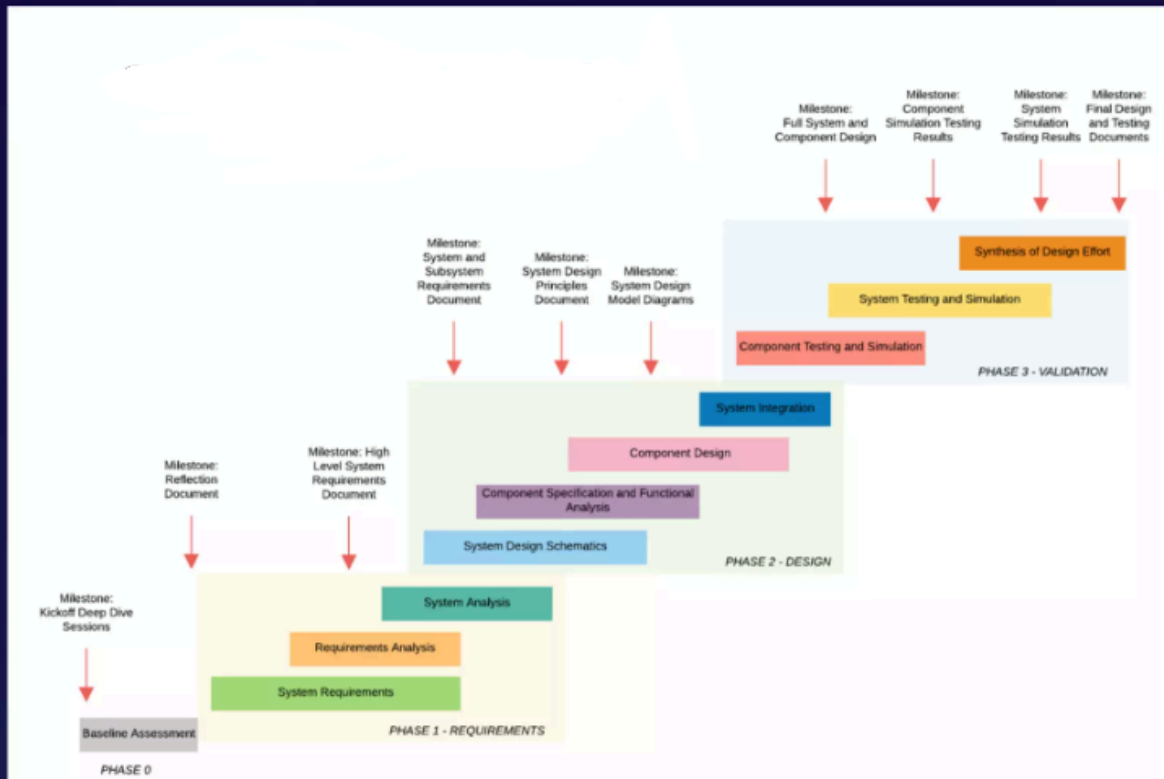 Milestone:
Full System and
Component Design
Milestone:
Component
Simulation Testing
Results
Milestone:
System
Simulation
Testing Results
Milestone:
Final Design
and Testing
Documents
Synthesis of Design Effort
System Testing and Simulation
Component Testing and Simulation
PHASE 3 - VALIDATION
Milestone:
System and
Subsystem
Requirements
Document
Milestone:
System Design
Principles
Document
Milestone:
System Design
Model Diagrams
System Integration
Component Design
Component Specification and Functional
Analysis
System Design Schematics
PHASE 2 - DESIGN
Milestone:
Reflection
Document
Milestone: High
Level System
Requirements
Document
System Analysis
Requirements Analysis
System Requirements
PHASE 1 - REQUIREMENTS
Milestone:
Kickoff Deep Dive
Sessions
Baseline Assessment
PHASE 0